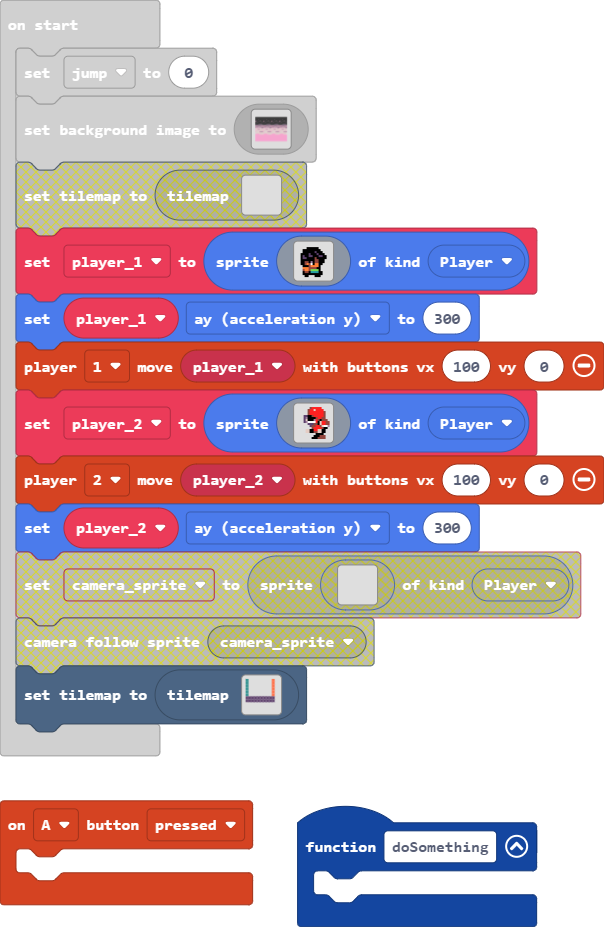 on start
set jump to 0
set background image to
set tilemap to tilemap
set player_1 to sprite of kind Player
set player_1 ay (acceleration y) to 300
player 1 move player_1 with buttons vx 100 vy 0
set player_2 to sprite of kind Player
player 2 move player_2 with buttons vx 100 vy 0
set player_2 ay (acceleration y) to 300
set camera_sprite to sprite of kind Player
camera follow sprite camera_sprite
set tilemap to tilemap
on A button pressed
function doSomething